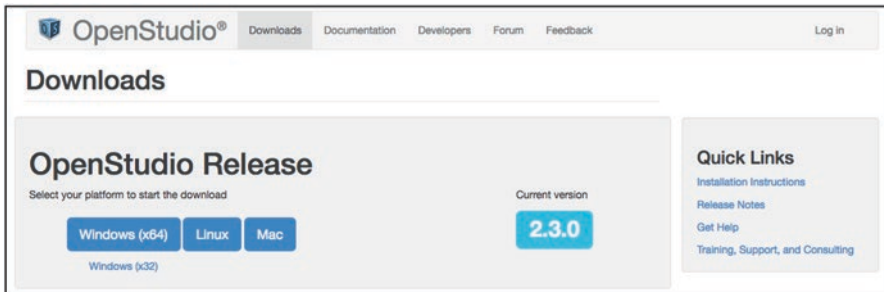 OpenStudio® Downloads Documentation Developers Forum Feedback Log in
Downloads
OpenStudio Release
Select your platform to start the download
Current version
Windows (x64) Linux Mac
2.3.0
Windows (x32)
Quick Links
Installation Instructions
Release Notes
Get Help
Training, Support, and Consulting